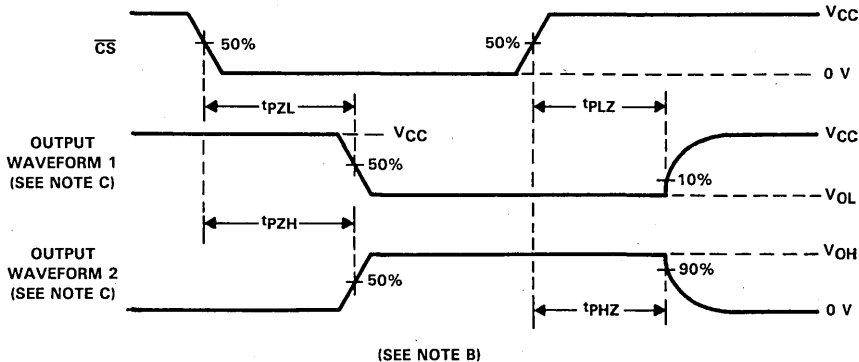 VCC
CS
50%
50%
0 V
tPZL
tPLZ
OUTPUT
WAVEFORM 1
(SEE NOTE C)
VCC
50%
VCC
10%
VOL
tPZH
OUTPUT
WAVEFORM 2
(SEE NOTE C)
50%
VOH
90%
tPHZ
0 V
(SEE NOTE B)